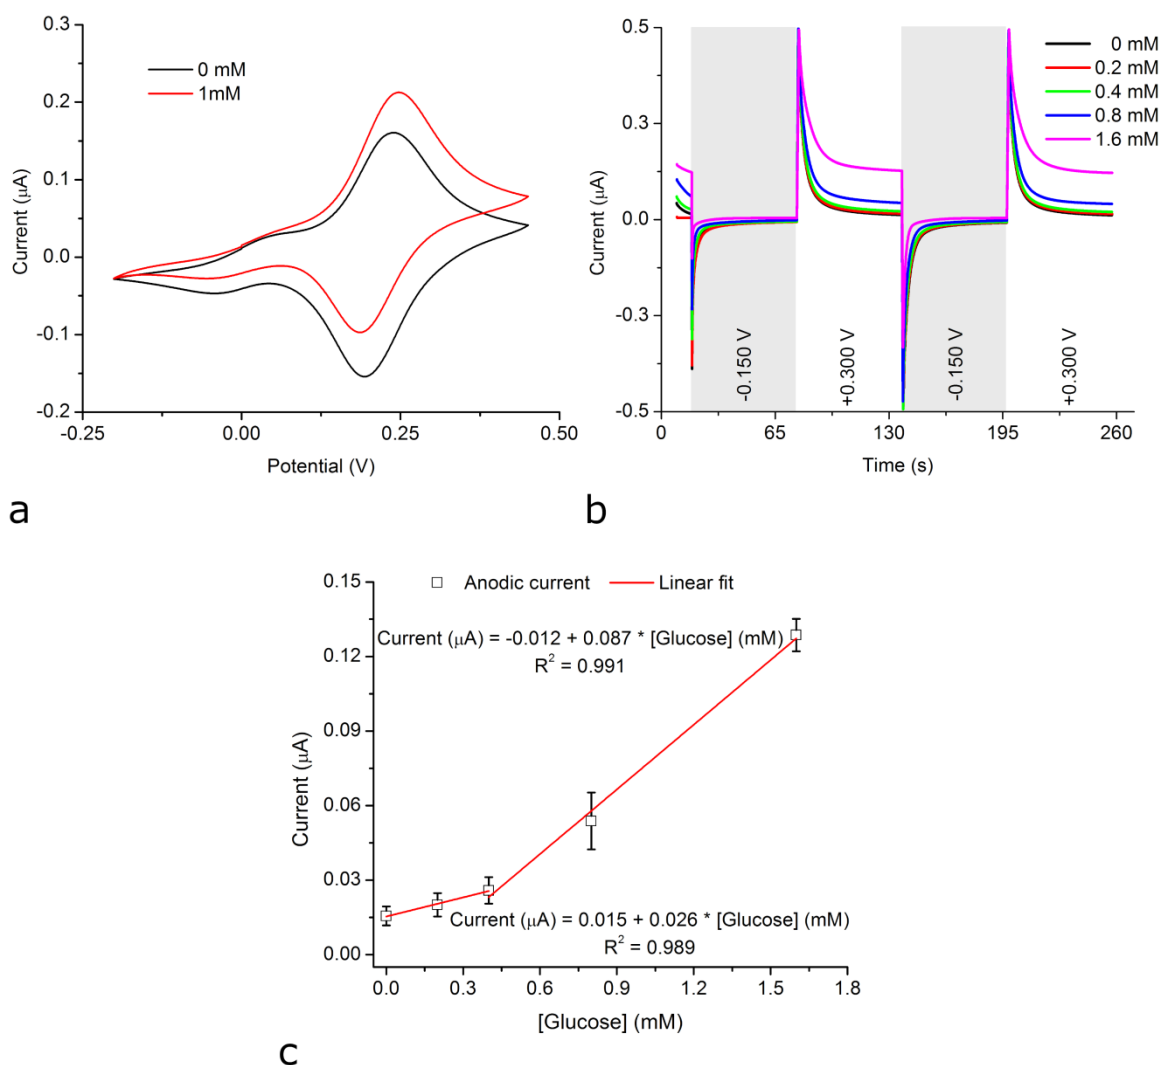 0.3
0.2
0.1
0.0
-0.1
-0.2
Current (μA)
0 mM
1mM
-0.25
0.00
0.25
0.50
Potential (V)
a
0.5
0.3
0.0
-0.3
-0.5
Current (μA)
0 mM
0.2 mM
0.4 mM
0.8 mM
1.6 mM
-0.150 V
+0.300 V
-0.150 V
+0.300 V
0
65
130
195
260
Time (s)
b
0.15
0.12
0.09
0.06
0.03
0.00
Current (μA)
Anodic current
Linear fit
Current (μA) = -0.012 + 0.087 * [Glucose] (mM)
R² = 0.991
Current (μA) = 0.015 + 0.026 * [Glucose] (mM)
R² = 0.989
0.0
0.3
0.6
0.9
1.2
1.5
1.8
[Glucose] (mM)
c